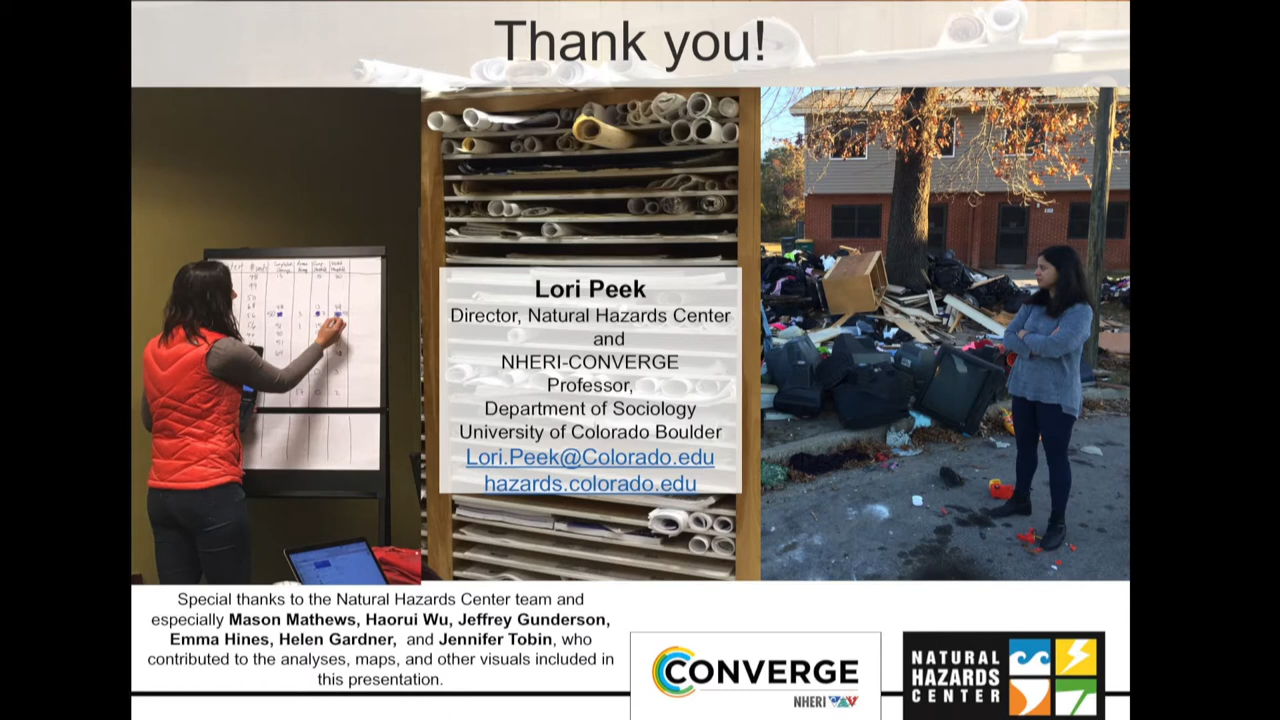 Thank you!
Lori Peek
Director, Natural Hazards Center
and
NHERI-CONVERGE
Professor,
Department of Sociology
University of Colorado Boulder
Lori.Peek@Colorado.edu
hazards.colorado.edu
Special thanks to the Natural Hazards Center team and
especially Mason Mathews, Haorui Wu, Jeffrey Gunderson,
Emma Hines, Helen Gardner, and Jennifer Tobin, who
contributed to the analyses, maps, and other visuals included in
this presentation.
CONVERGE
NHERI
NATURAL
HAZARDS
CENTER